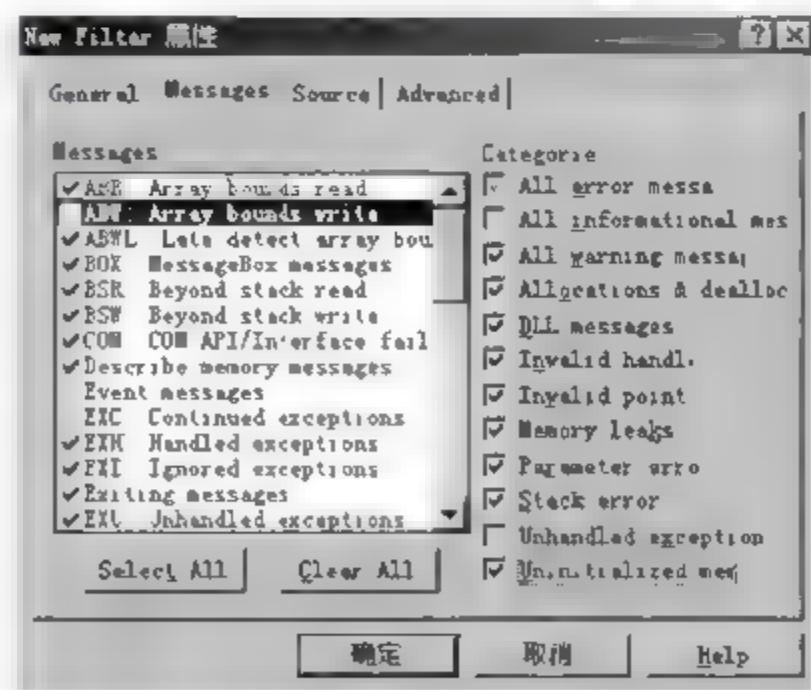 New Filter 属性
General Messages Source Advanced
Messages
ABR Array bounds read
ABW: Array bounds write
ABWL Late detect array bou
BOX MessageBox messages
BSR Beyond stack read
BSW Beyond stack write
COM COM API/Interface fail
Describe memory messages
Event messages
EXC Continued exceptions
EXH Handled exceptions
EXI Ignored exceptions
Exiting messages
EXU Unhandled exceptions
Select All
Clear All
Categorie
All error messa
All informational mes
All warning messag
Allocations & dealloc
DLL messages
Invalid handl
Invalid point
Memory leaks
Parameter erro
Stack error
Unhandled exception
Uninitialized mem
确定
取消
Help